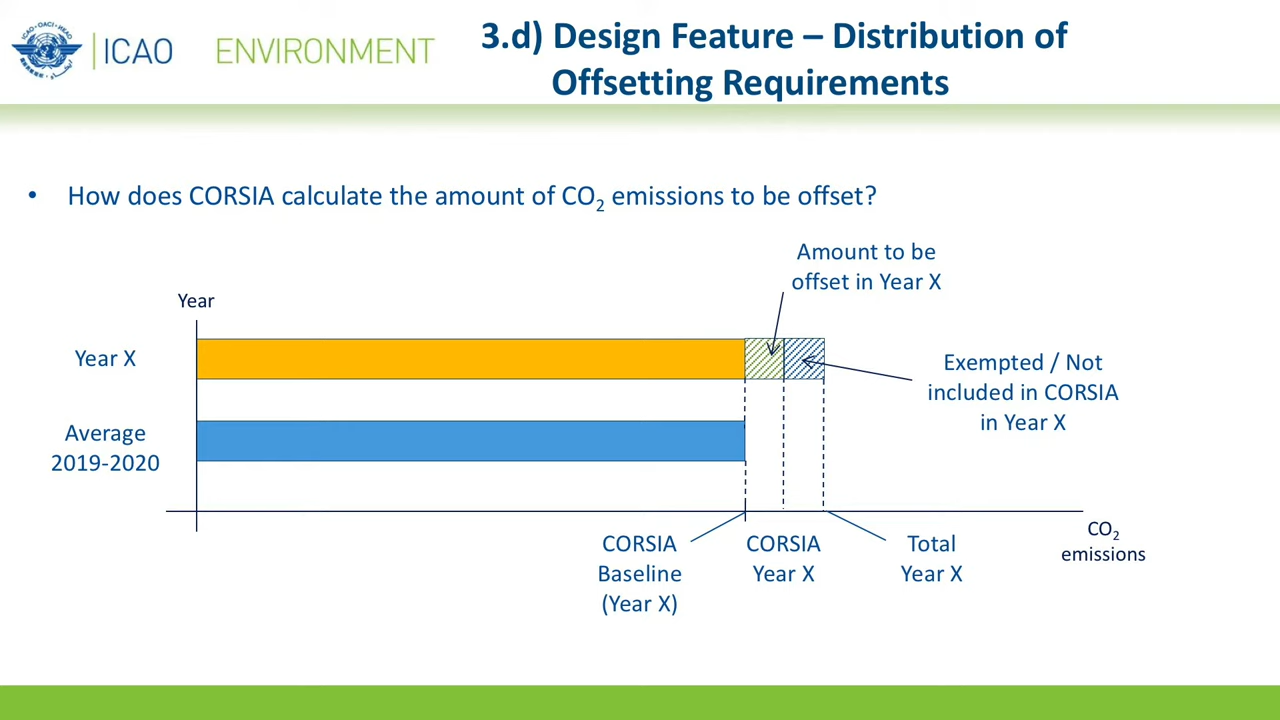 ICAO ENVIRONMENT
3.d) Design Feature – Distribution of
Offsetting Requirements
• How does CORSIA calculate the amount of CO2 emissions to be offset?
Amount to be
offset in Year X
Year
Year X
Exempted / Not
included in CORSIA
in Year X
Average
2019-2020
CORSIA
Baseline
(Year X)
CORSIA
Year X
Total
Year X
CO2
emissions